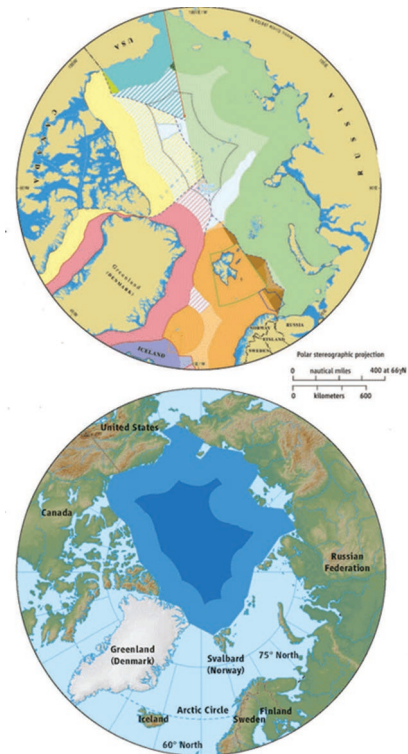 USA
CANADA
RUSSIA
Greenland
(DENMARK)
ICELAND
NORWAY
SWEDEN
FINLAND
RUSSIA
Polar stereographic projection
0 nautical miles 400 at 66
0 kilometers 600
United States
Canada
Russian
Federation
Greenland
(Denmark)
Svalbard
(Norway)
75° North
Arctic Circle
Iceland
Sweden
Finland
60° North